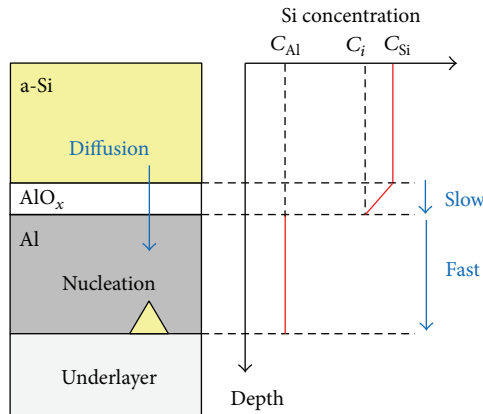 Si concentration
C_Al C_i C_Si
a-Si
Diffusion
AlO_x
Slow
Al
Fast
Nucleation
Underlayer
Depth